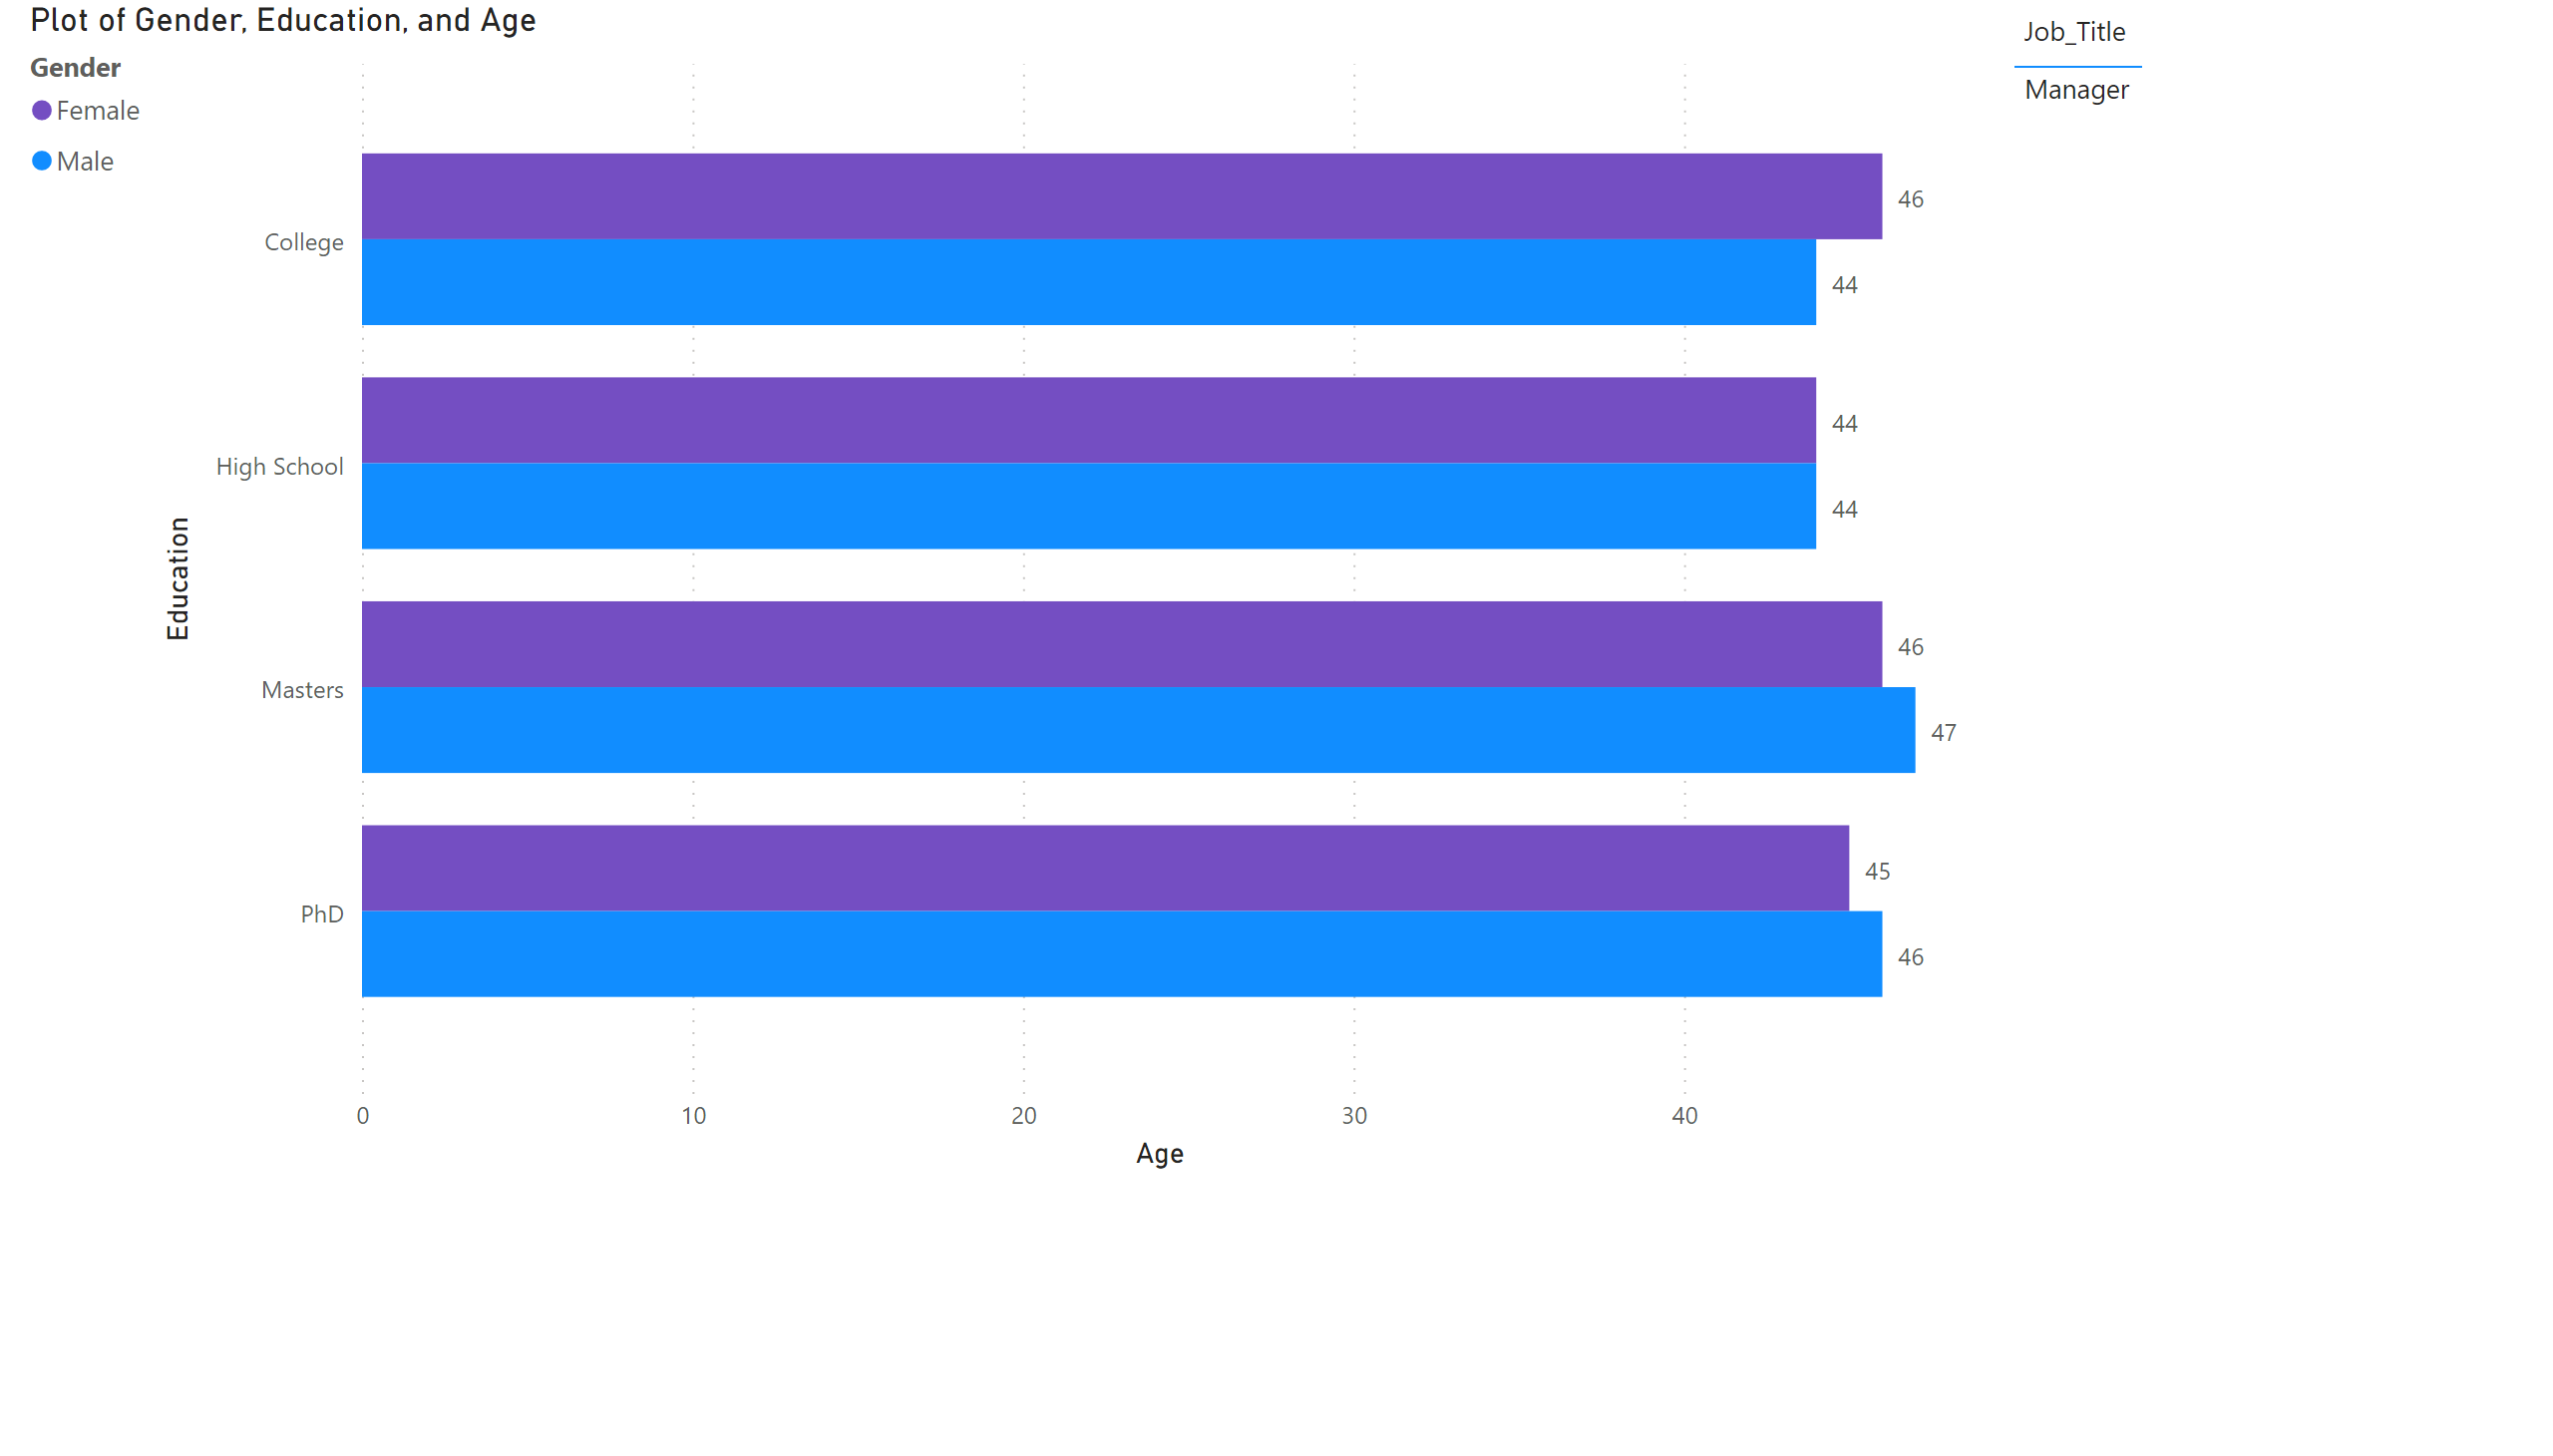 Plot of Gender, Education, and Age
Gender
Female
Male
Job_Title
Manager
Education
College
46
44
High School
44
44
Masters
46
47
PhD
45
46
0 10 20 30 40
Age